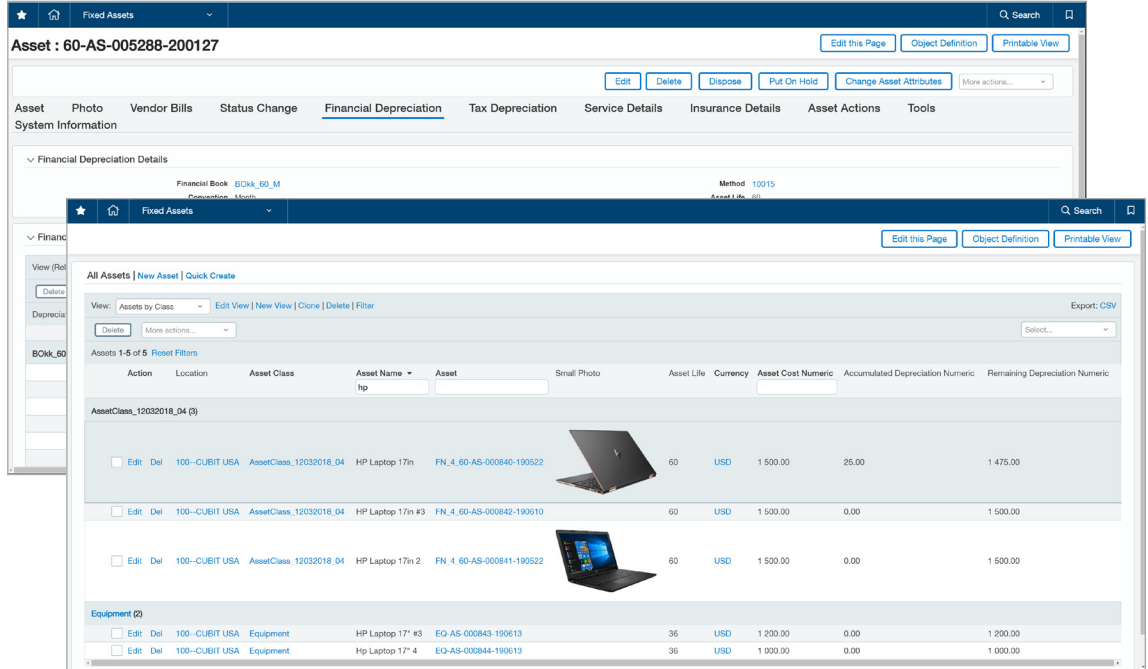 Fixed Assets
Search
Asset : 60-AS-005288-200127
Edit this Page Object Definition Printable View
Edit Delete Dispose Put On Hold Change Asset Attributes More actions...
Asset Photo Vendor Bills Status Change Financial Depreciation Tax Depreciation Service Details Insurance Details Asset Actions Tools
System Information
Financial Depreciation Details
Financial Book BOkk_60_M Method 10015
Convention Month Asset Life 60
View (Rel
Delete
Deprecia
BOkk_60
Fixed Assets Search
Edit this Page Object Definition Printable View
All Assets | New Asset | Quick Create
View: Assets by Class Edit View | New View | Clone | Delete | Filter Export: CSV
Delete More actions... Select...
Assets 1-5 of 5 Reset Filters
Action Location Asset Class Asset Name Asset Small Photo Asset Life Currency Asset Cost Numeric Accumulated Depreciation Numeric Remaining Depreciation Numeric
hp
AssetClass_12032018_04 (3)
Edit Del 100--CUBIT USA AssetClass_12032018_04 HP Laptop 17in FN_4_60-AS-000840-190522 60 USD 1 500.00 25.00 1 475.00
Edit Del 100--CUBIT USA AssetClass_12032018_04 HP Laptop 17in #3 FN_4_60-AS-000842-190610 60 USD 1 500.00 0.00 1 500.00
Edit Del 100--CUBIT USA AssetClass_12032018_04 HP Laptop 17in 2 FN_4_60-AS-000841-190522 60 USD 1 500.00 0.00 1 500.00
Equipment (2)
Edit Del 100--CUBIT USA Equipment HP Laptop 17" #3 EQ-AS-000843-190613 36 USD 1 200.00 0.00 1 200.00
Edit Del 100--CUBIT USA Equipment Hp Laptop 17" 4 EQ-AS-000844-190613 36 USD 1 000.00 0.00 1 000.00